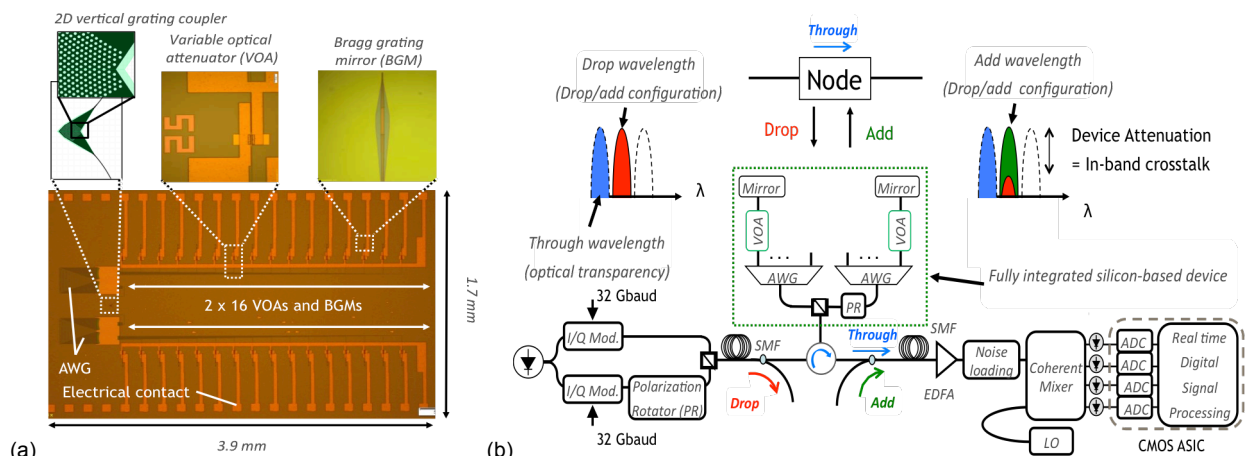 2D vertical grating coupler
Variable optical
attenuator (VOA)
Bragg grating
mirror (BGM)
25
2 x 16 VOAs and BGMs
AWG
Electrical contact
1.7 mm
3.9 mm
(a)
Through
Node
Drop
Add
Drop wavelength
(Drop/add configuration)
λ
Through wavelength
(optical transparency)
Add wavelength
(Drop/add configuration)
Device Attenuation
= In-band crosstalk
λ
Mirror
Mirror
VOA
VOA
...
...
AWG
AWG
PR
Fully integrated silicon-based device
32 Gbaud
I/Q Mod.
I/Q Mod.
Polarization
Rotator (PR)
32 Gbaud
SMF
Drop
Through
Add
SMF
EDFA
Noise
loading
Coherent
Mixer
LO
ADC
ADC
ADC
ADC
Real time
Digital
Signal
Processing
CMOS ASIC
(b)